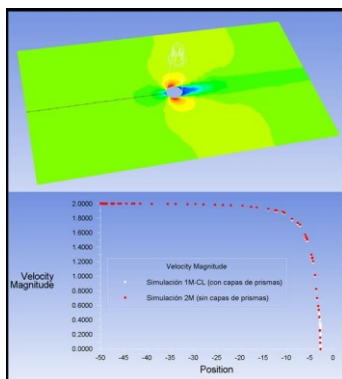 2.0000
1.8000
1.6000
1.4000
1.2000
1.0000
0.8000
0.6000
0.4000
0.2000
0.0000
Velocity
Magnitude
Velocity Magnitude
Simulación 1M-CL (con capas de prismas)
Simulación 2M (sin capas de prismas)
-50 -45 -40 -35 -30 -25 -20 -15 -10 -5 0
Position